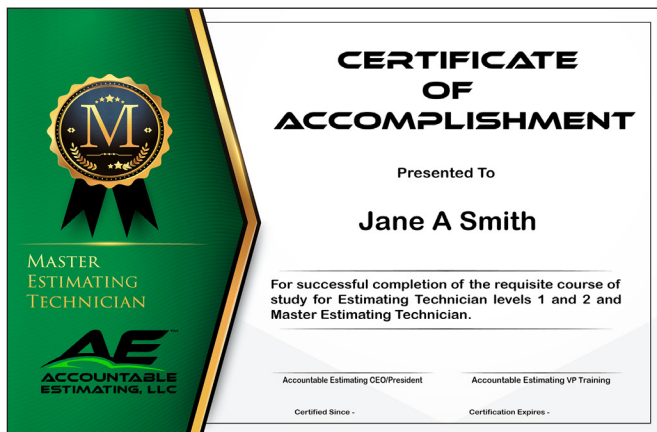 CERTIFICATE
OF
ACCOMPLISHMENT
Presented To
Jane A Smith
For successful completion of the requisite course of
study for Estimating Technician levels 1 and 2 and
Master Estimating Technician.
Accountable Estimating CEO/President
Accountable Estimating VP Training
Certified Since -
Certification Expires -
M
MASTER
ESTIMATING
TECHNICIAN
AE™
ACCOUNTABLE
ESTIMATING, LLC